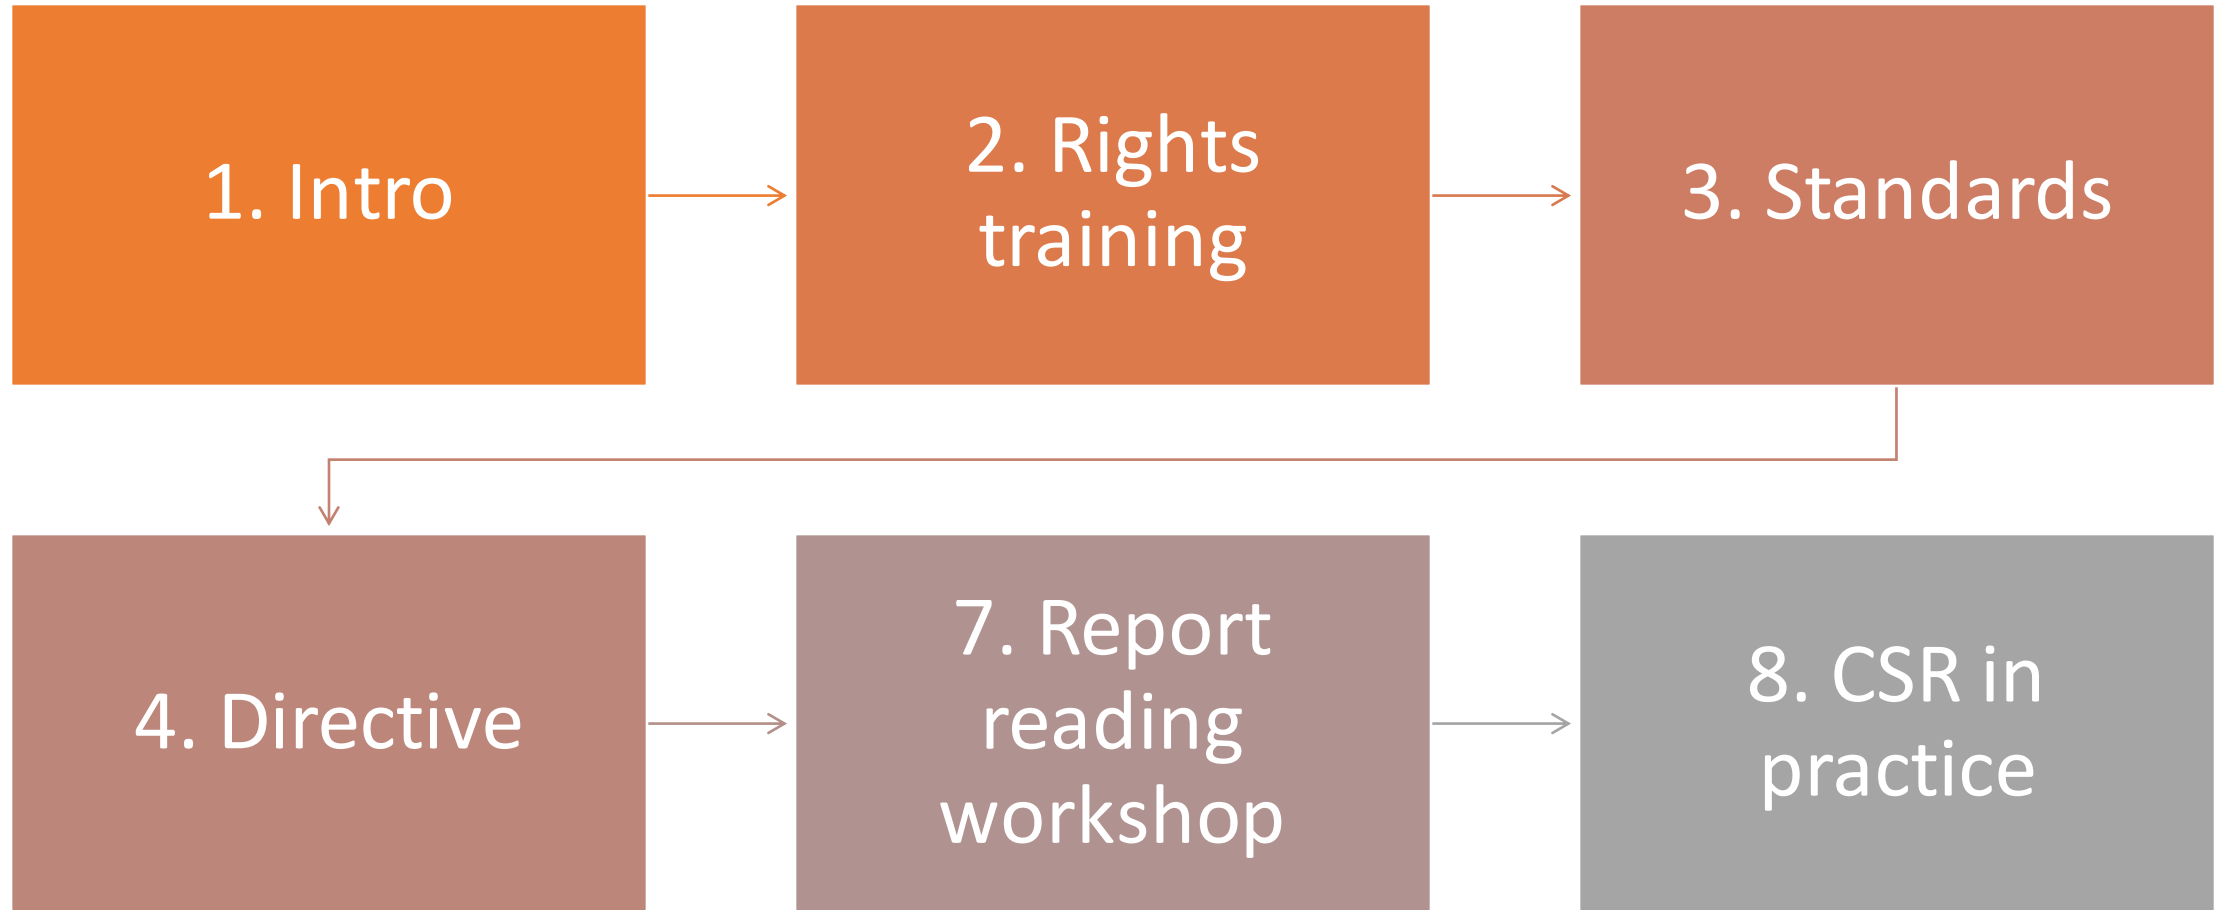 1. Intro
2. Rights
training
3. Standards
4. Directive
7. Report
reading
workshop
8. CSR in
practice